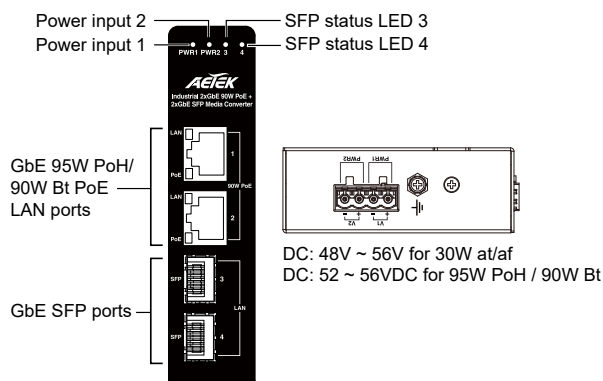 Power input 2
SFP status LED 3
Power input 1
SFP status LED 4
PWR1 PWR2 3 4
AETEK
Industrial 2xGbE 90W PoE +
2xGbE SFP Media Converter
LAN
1
PoE
90W PoE
LAN
2
PoE
GbE 95W PoH/
90W Bt PoE
LAN ports
SFP
3
LAN
SFP
4
GbE SFP ports
PWR2 PWR1
- + - +
V2 V1
DC: 48V ~ 56V for 30W at/af
DC: 52 ~ 56VDC for 95W PoH / 90W Bt